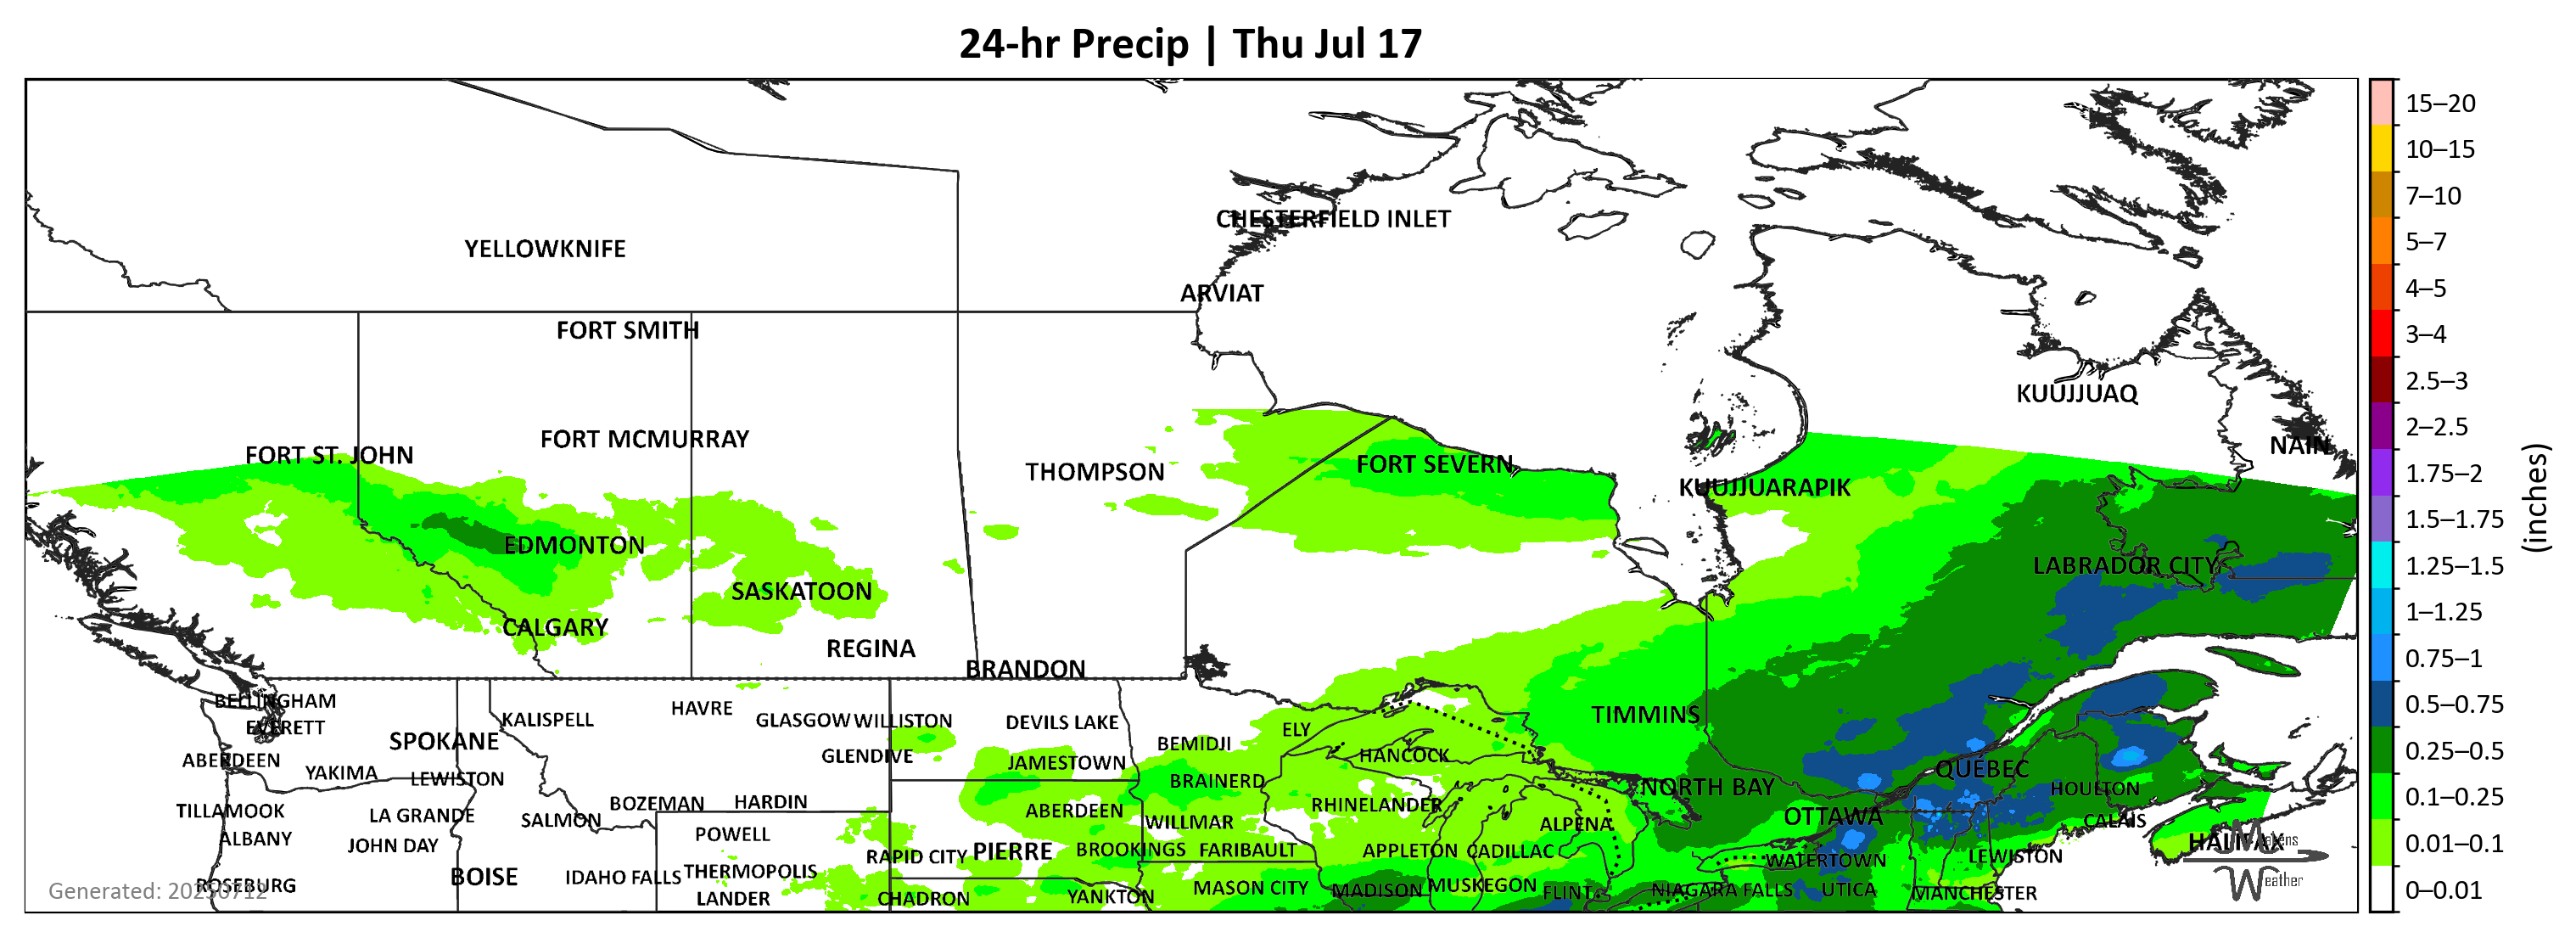 24-hr Precip | Thu Jul 17
CHESTERFIELD INLET
YELLOWKNIFE
ARVIAT
FORT SMITH
KUUJJUAQ
FORT MCMURRAY
NAIN
FORT ST. JOHN
THOMPSON
FORT SEVERN
KUUJJUARAPIK
EDMONTON
LABRADOR CITY
SASKATOON
CALGARY
REGINA
BRANDON
BELLINGHAM
HAVRE
KALISPELL
GLASGOW
WILLISTON
DEVILS LAKE
TIMMINS
EVERETT
ELY
SPOKANE
BEMIDJI
ABERDEEN
GLENDIVE
JAMESTOWN
HANCOCK
QUÉBEC
YAKIMA
LEWISTON
BRAINERD
NORTH BAY
HOULTON
TILLAMOOK
LA GRANDE
BOZEMAN
HARDIN
ABERDEEN
RHINELANDER
OTTAWA
SALMON
WILLMAR
ALPENA
CALAIS
ALBANY
JOHN DAY
POWELL
HALIFAX
RAPID CITY
PIERRE
BROOKINGS
FARIBAULT
APPLETON
CADILLAC
WATERTOWN
LEWISTON
ROSEBURG
BOISE
IDAHO FALLS
THERMOPOLIS
MASON CITY
MADISON
MUSKEGON
FLINT
NIAGARA FALLS
UTICA
MANCHESTER
LANDER
CHADRON
YANKTON
Generated: 20250712
Weather
15–20
10–15
7–10
5–7
4–5
3–4
2.5–3
2–2.5
1.75–2
1.5–1.75
1.25–1.5
1–1.25
0.75–1
0.5–0.75
0.25–0.5
0.1–0.25
0.01–0.1
0–0.01
(inches)